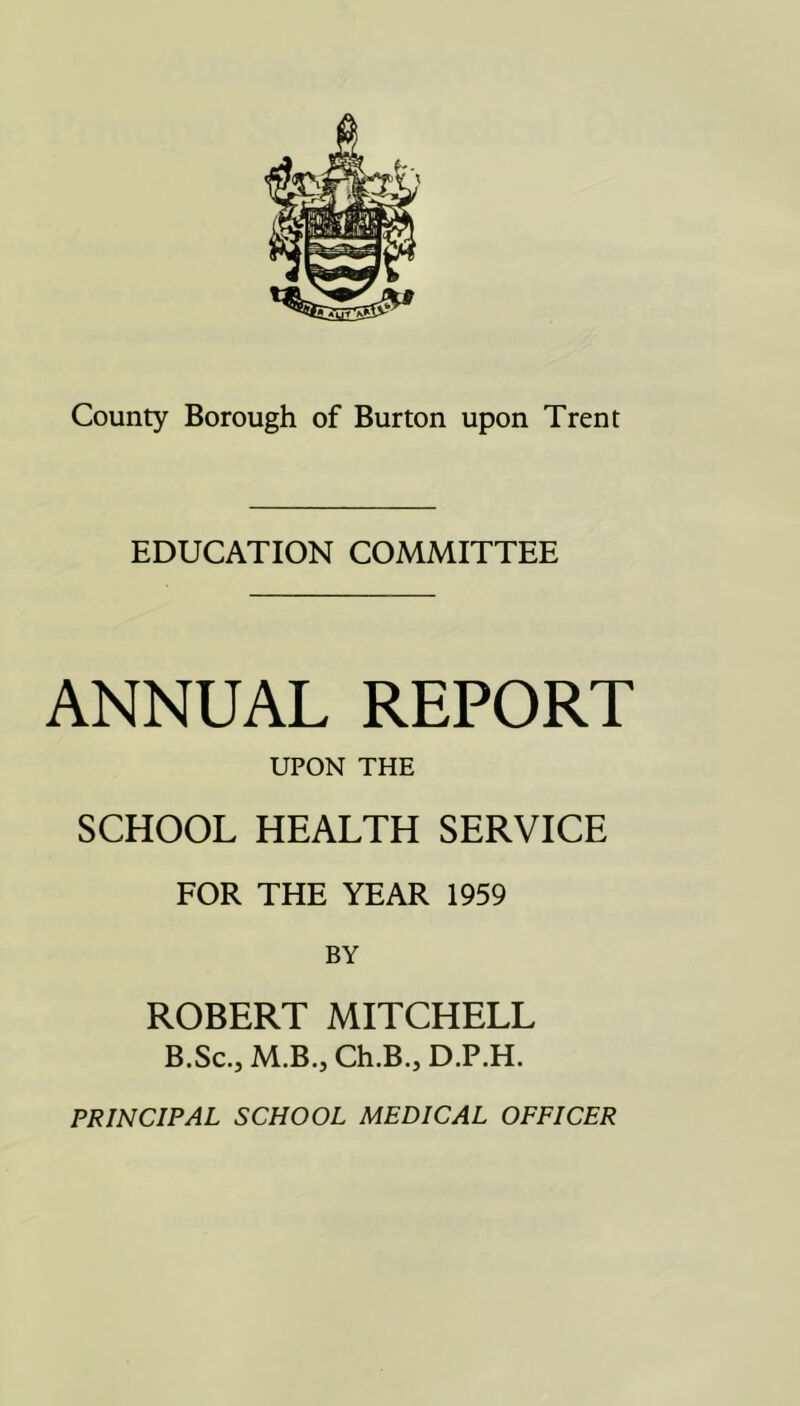 County Borough of Burton upon Trent
EDUCATION COMMITTEE
ANNUAL REPORT
UPON THE
SCHOOL HEALTH SERVICE
FOR THE YEAR 1959
BY
ROBERT MITCHELL
B.Sc., M.B., Ch.B., D.P.H.
PRINCIPAL SCHOOL MEDICAL OFFICER